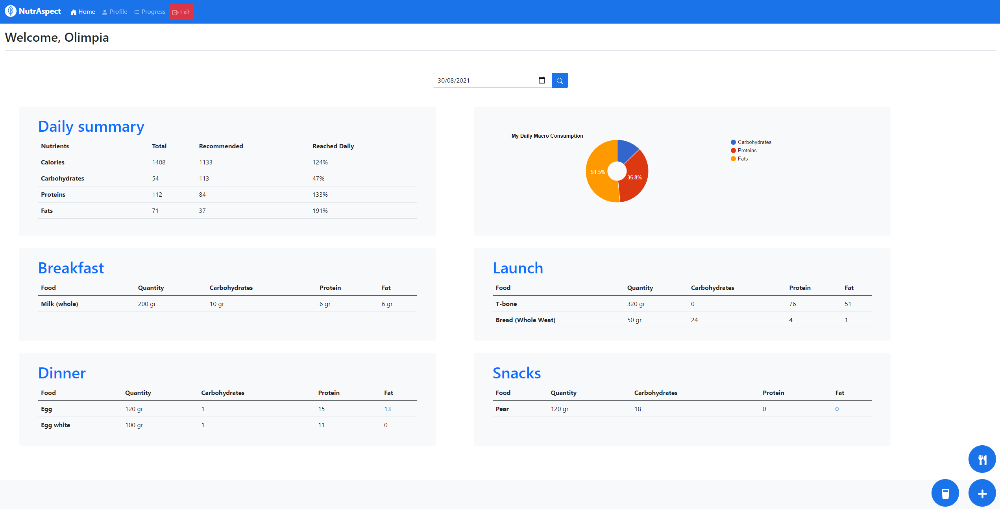 NutrAspect Home Profile Progress Exit
Welcome, Olimpia
30/08/2021
Daily summary
Nutrients Total Recommended Reached Daily
Calories 1408 1133 124%
Carbohydrates 54 113 47%
Proteins 112 84 133%
Fats 71 37 191%
My Daily Macro Consumption
51.5%
35.8%
Carbohydrates
Proteins
Fats
Breakfast
Food Quantity Carbohydrates Protein Fat
Milk (whole) 200 gr 10 gr 6 gr 6 gr
Launch
Food Quantity Carbohydrates Protein Fat
T-bone 320 gr 0 76 51
Bread (Whole Weat) 50 gr 24 4 1
Dinner
Food Quantity Carbohydrates Protein Fat
Egg 120 gr 1 15 13
Egg white 100 gr 1 11 0
Snacks
Food Quantity Carbohydrates Protein Fat
Pear 120 gr 18 0 0